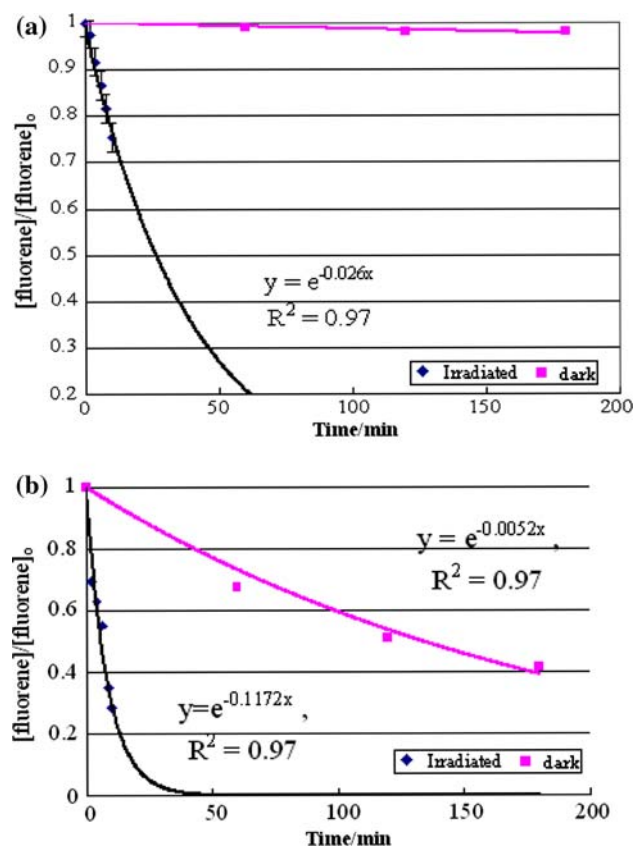 (a)
1
0.9
0.8
0.7
0.6
0.5
0.4
0.3
0.2
[fluorene]/[fluorene]₀
y = e^-0.026x
R² = 0.97
Irradiated dark
0 50 100 150 200
Time/min
(b)
1
0.8
0.6
0.4
0.2
0
[fluorene]/[fluorene]₀
y = e^-0.0052x ,
R² = 0.97
y=e^-0.1172x ,
R² = 0.97
Irradiated dark
0 50 100 150 200
Time/min